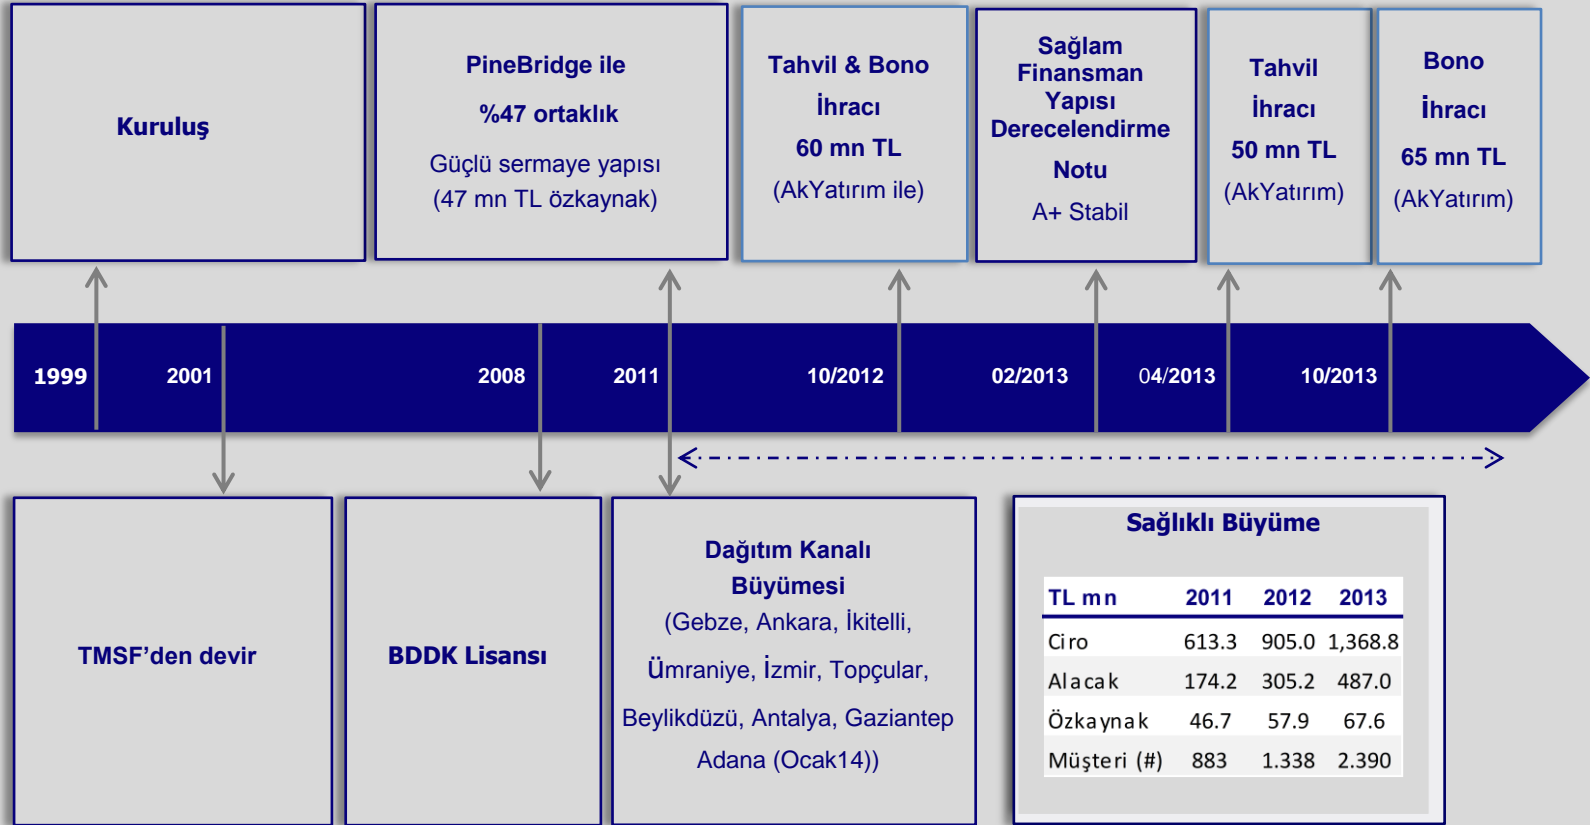 Kuruluş
PineBridge ile
%47 ortaklık
Güçlü sermaye yapısı
(47 mn TL özkaynak)
Tahvil & Bono
İhracı
60 mn TL
(AkYatırım ile)
Sağlam
Finansman
Yapısı
Derecelendirme
Notu
A+ Stabil
Tahvil
İhracı
50 mn TL
(AkYatırım)
Bono
İhracı
65 mn TL
(AkYatırım)
1999 2001 2008 2011 10/2012 02/2013 04/2013 10/2013
TMSF’den devir
BDDK Lisansı
Dağıtım Kanalı
Büyümesi
(Gebze, Ankara, İkitelli,
Ümraniye, İzmir, Topçular,
Beylikdüzü, Antalya, Gaziantep
Adana (Ocak14))
Sağlıklı Büyüme
TL mn 2011 2012 2013
Ciro 613.3 905.0 1,368.8
Alacak 174.2 305.2 487.0
Özkaynak 46.7 57.9 67.6
Müşteri (#) 883 1.338 2.390